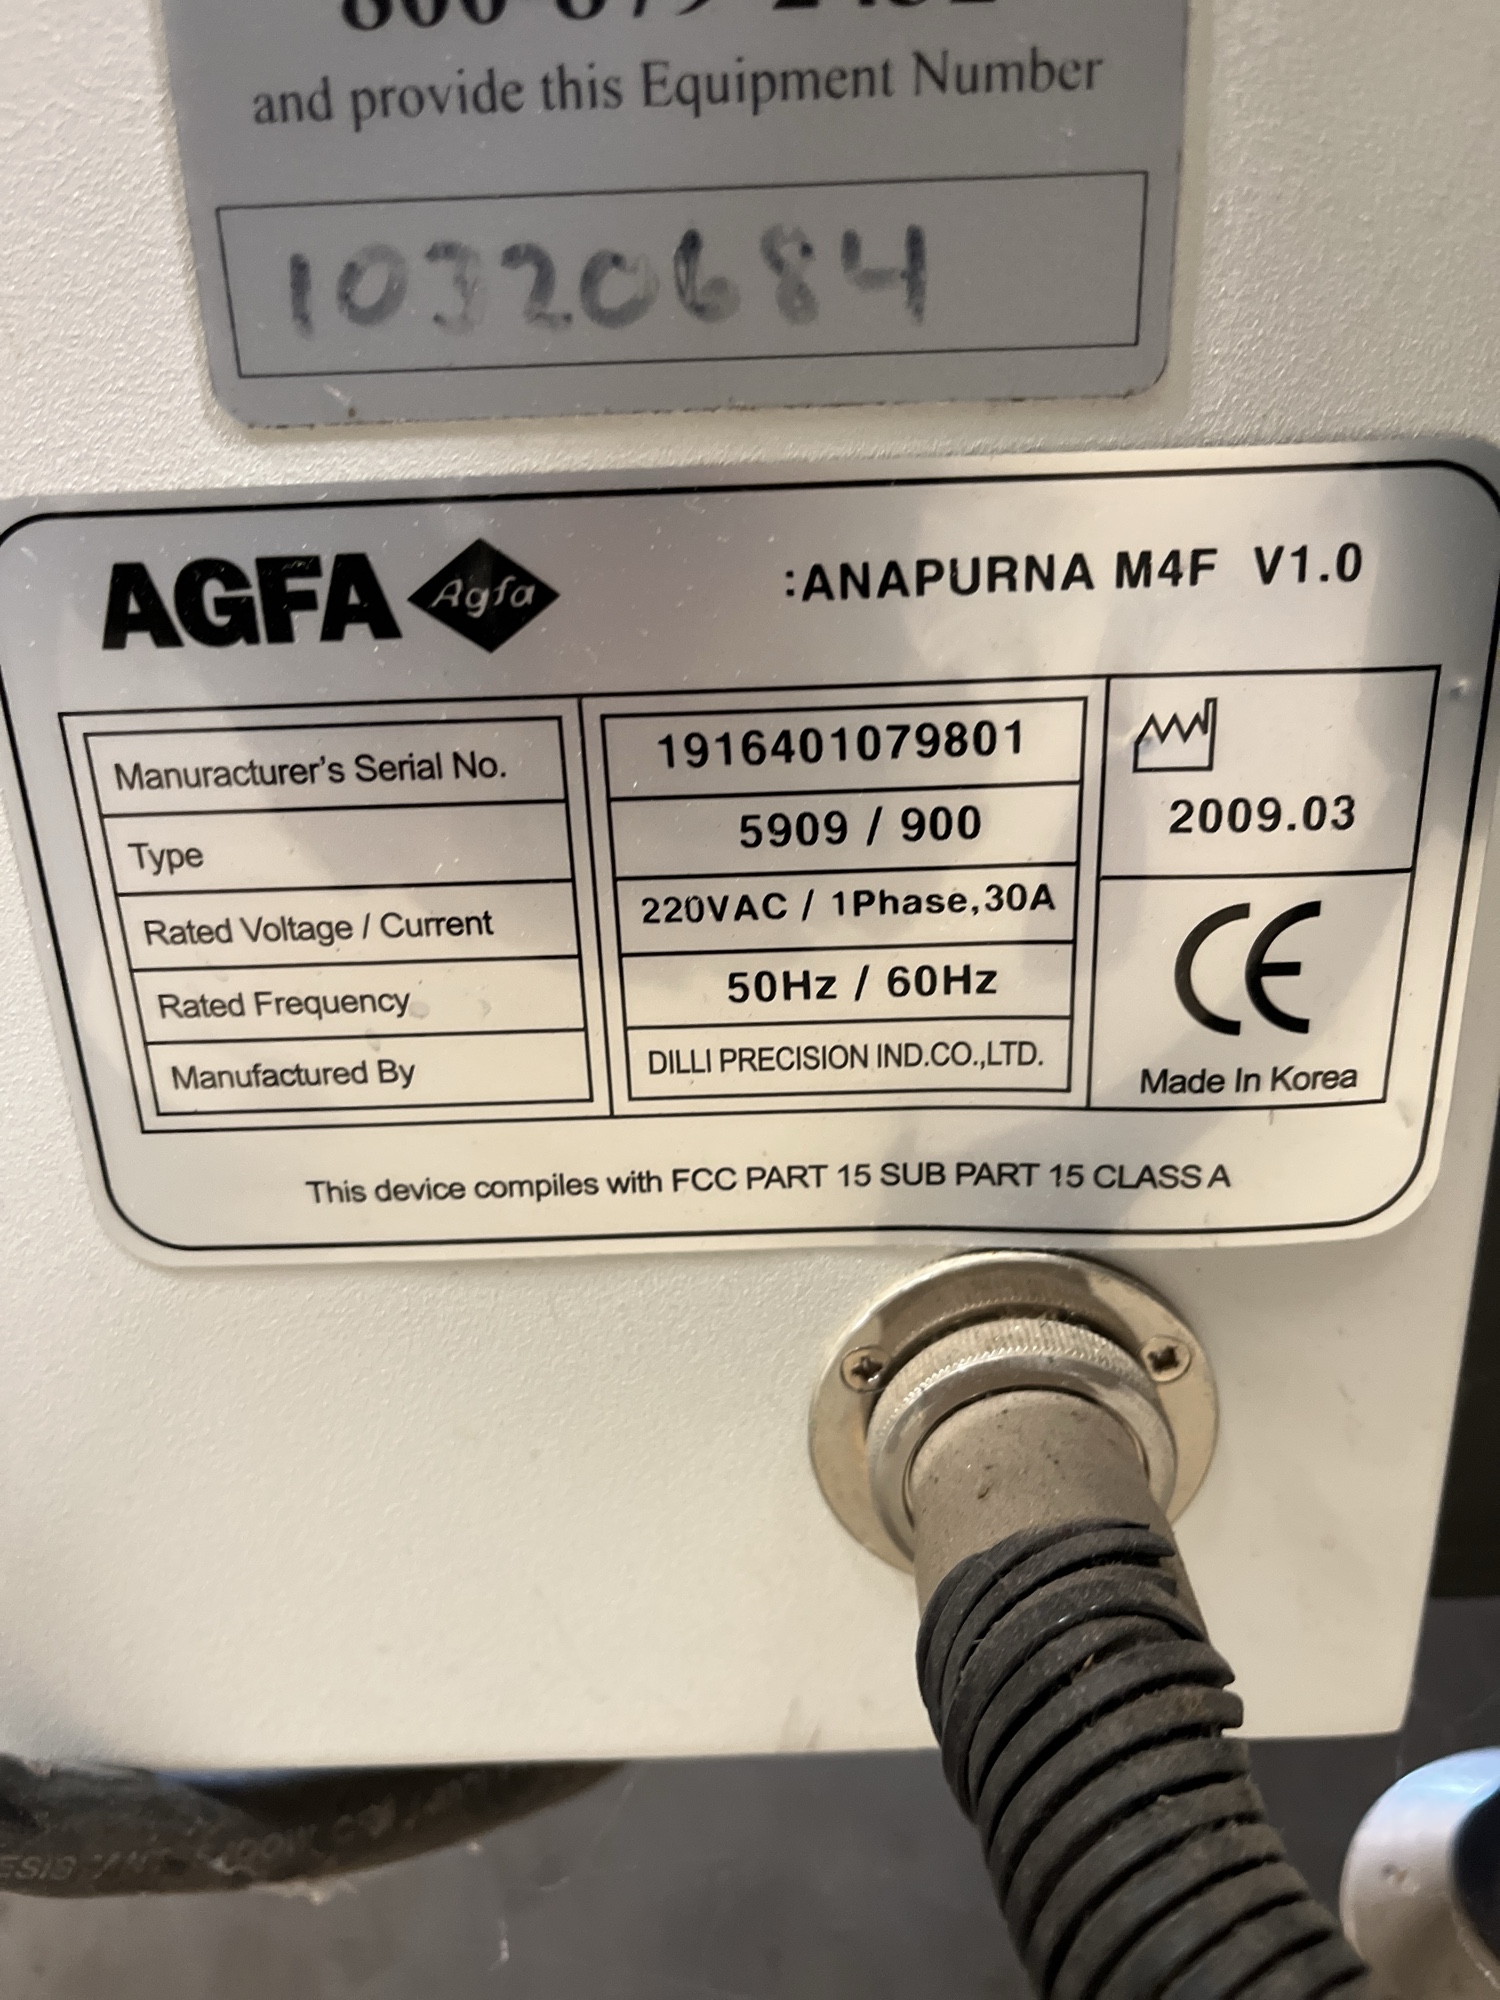 and provide this Equipment Number
10320684
AGFA Agfa :ANAPURNA M4F V1.0
Manuracturer's Serial No. 1916401079801
2009.03
Type 5909 / 900
Rated Voltage / Current 220VAC / 1Phase,30A
CE
Rated Frequency 50Hz / 60Hz
Manufactured By DILLI PRECISION IND.CO.,LTD.
Made In Korea
This device compiles with FCC PART 15 SUB PART 15 CLASS A